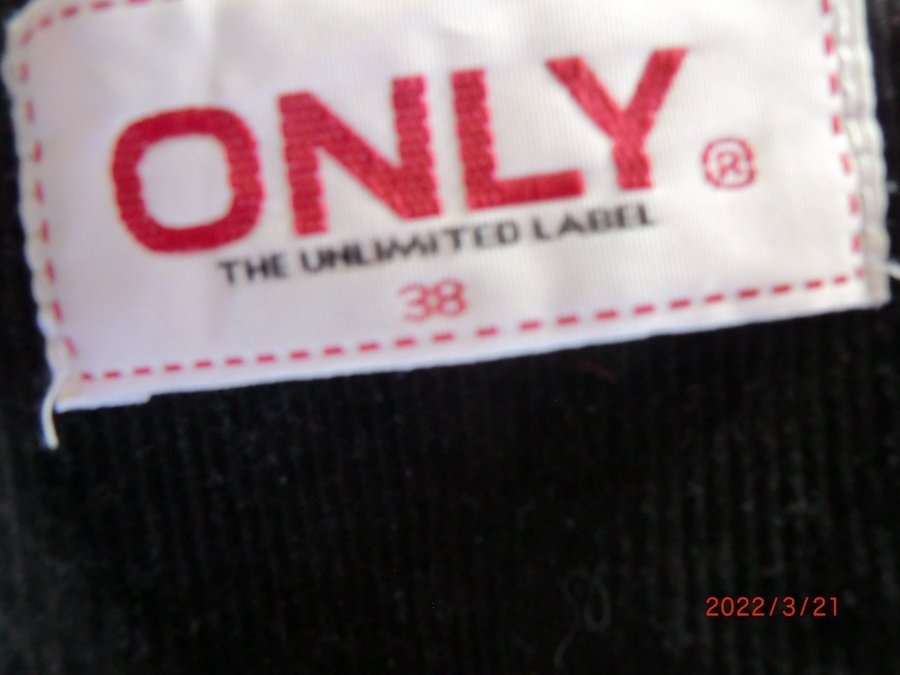 ONLY ®
THE UNLIMITED LABEL
38
2022/3/21